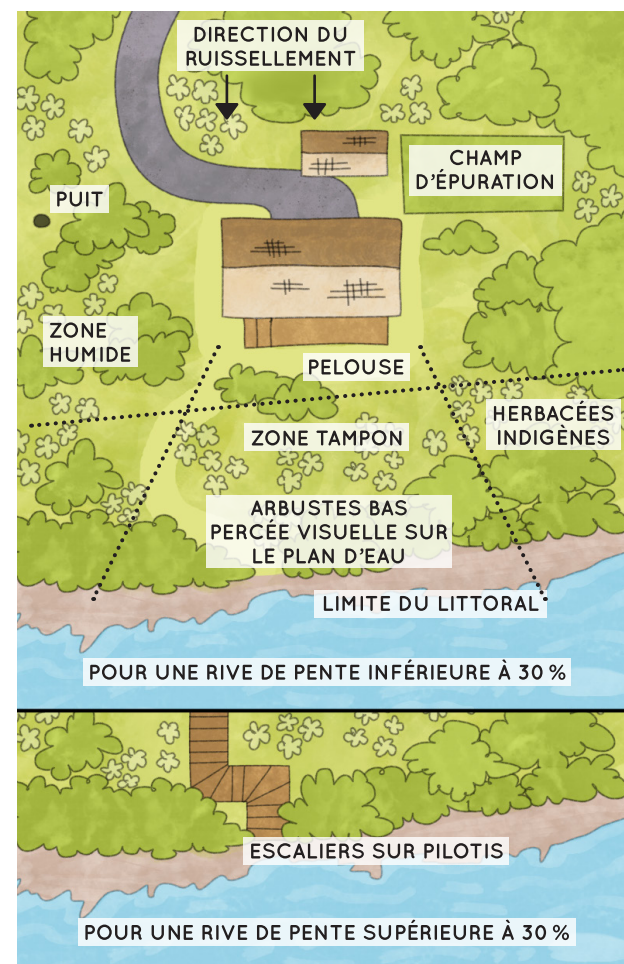 DIRECTION DU
RUISSELLEMENT
CHAMP
D'ÉPURATION
PUIT
ZONE
HUMIDE
PELOUSE
HERBACÉES
INDIGÈNES
ZONE TAMPON
ARBUSTES BAS
PERCÉE VISUELLE SUR
LE PLAN D'EAU
LIMITE DU LITTORAL
POUR UNE RIVE DE PENTE INFÉRIEURE À 30 %
ESCALIERS SUR PILOTIS
POUR UNE RIVE DE PENTE SUPÉRIEURE À 30 %